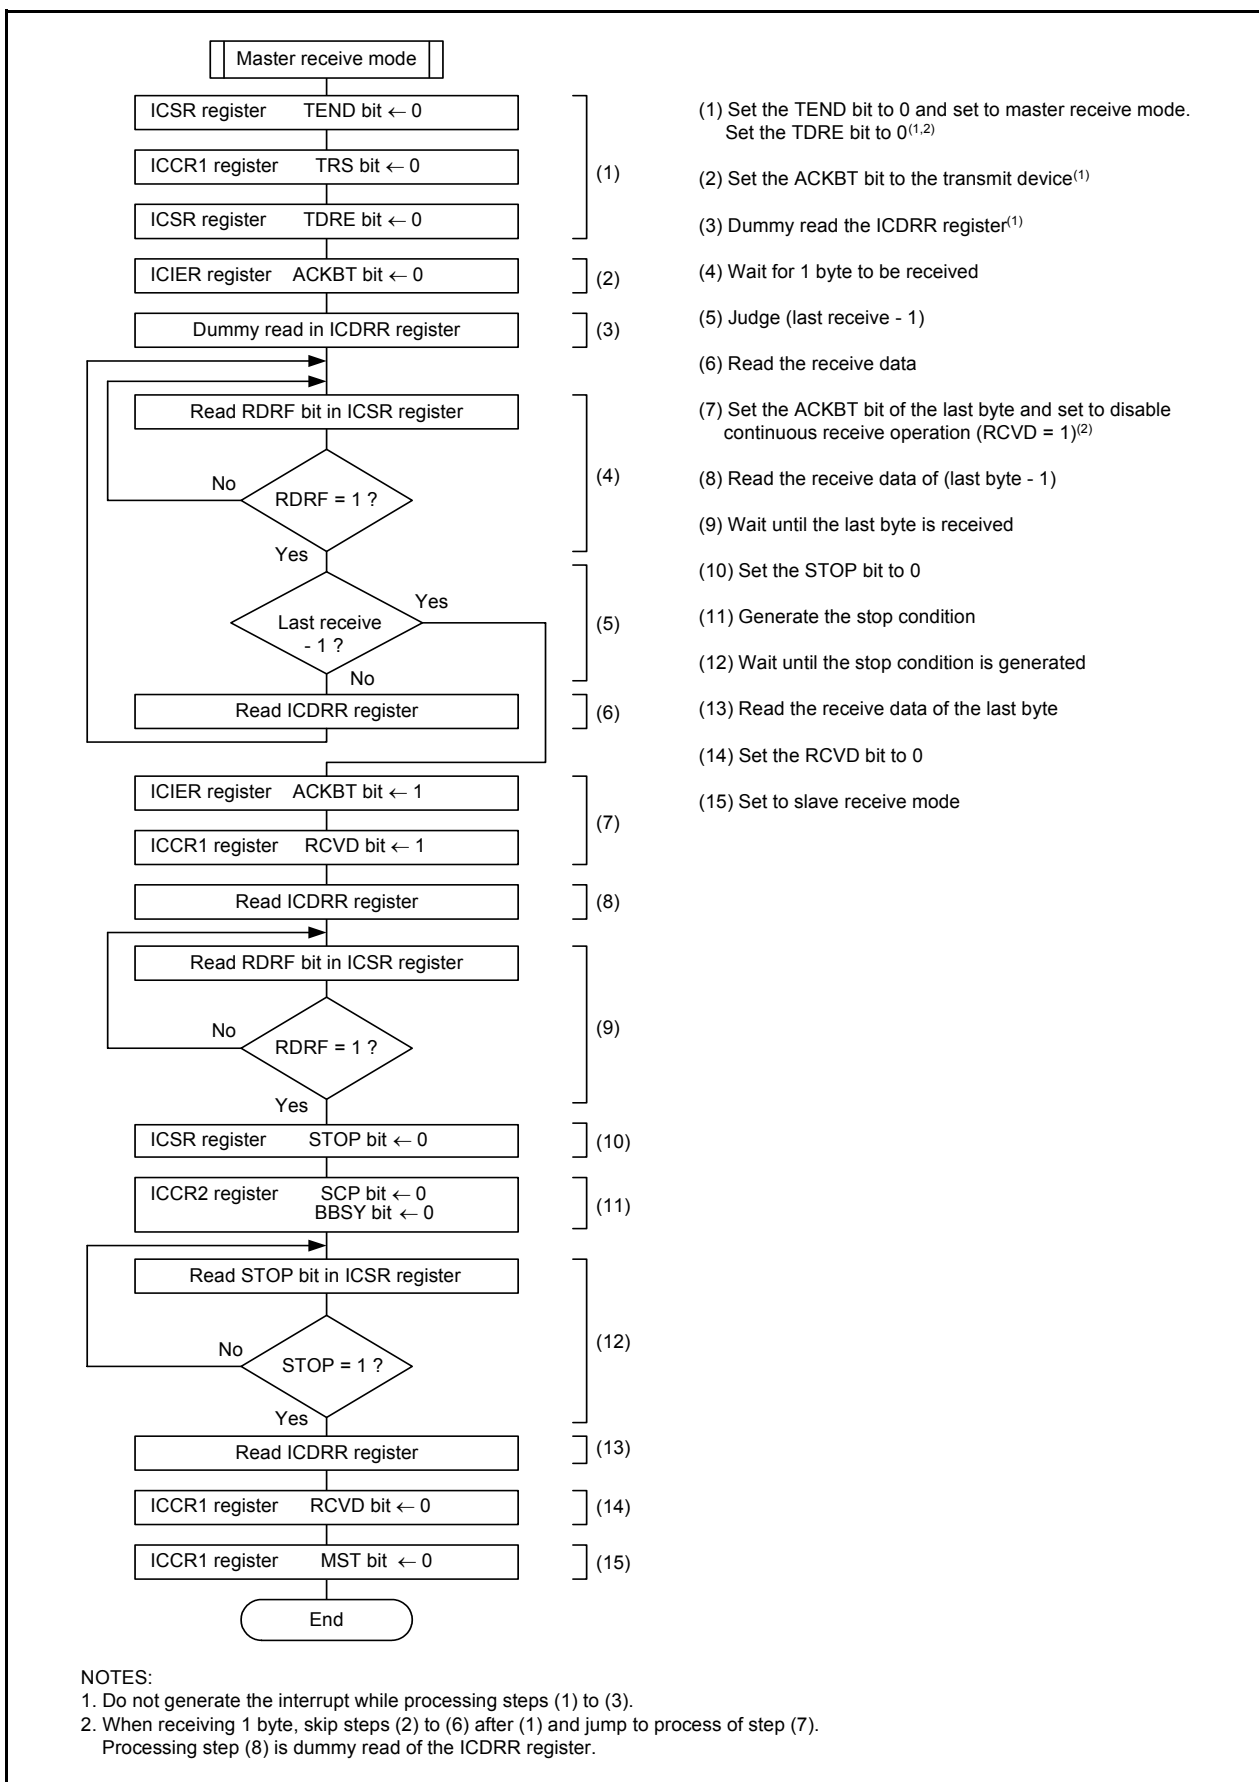 Master receive mode
ICSR register TEND bit ← 0
ICCR1 register TRS bit ← 0
ICSR register TDRE bit ← 0
(1)
ICIER register ACKBT bit ← 0
(2)
Dummy read in ICDRR register
(3)
Read RDRF bit in ICSR register
RDRF = 1 ?
No
Yes
(4)
Last receive
- 1 ?
Yes
No
(5)
Read ICDRR register
(6)
ICIER register ACKBT bit ← 1
ICCR1 register RCVD bit ← 1
(7)
Read ICDRR register
(8)
Read RDRF bit in ICSR register
RDRF = 1 ?
No
Yes
(9)
ICSR register STOP bit ← 0
(10)
ICCR2 register SCP bit ← 0
BBSY bit ← 0
(11)
Read STOP bit in ICSR register
STOP = 1 ?
No
Yes
(12)
Read ICDRR register
(13)
ICCR1 register RCVD bit ← 0
(14)
ICCR1 register MST bit ← 0
(15)
End
(1) Set the TEND bit to 0 and set to master receive mode.
Set the TDRE bit to 0(1,2)
(2) Set the ACKBT bit to the transmit device(1)
(3) Dummy read the ICDRR register(1)
(4) Wait for 1 byte to be received
(5) Judge (last receive - 1)
(6) Read the receive data
(7) Set the ACKBT bit of the last byte and set to disable
continuous receive operation (RCVD = 1)(2)
(8) Read the receive data of (last byte - 1)
(9) Wait until the last byte is received
(10) Set the STOP bit to 0
(11) Generate the stop condition
(12) Wait until the stop condition is generated
(13) Read the receive data of the last byte
(14) Set the RCVD bit to 0
(15) Set to slave receive mode
NOTES:
1. Do not generate the interrupt while processing steps (1) to (3).
2. When receiving 1 byte, skip steps (2) to (6) after (1) and jump to process of step (7).
Processing step (8) is dummy read of the ICDRR register.